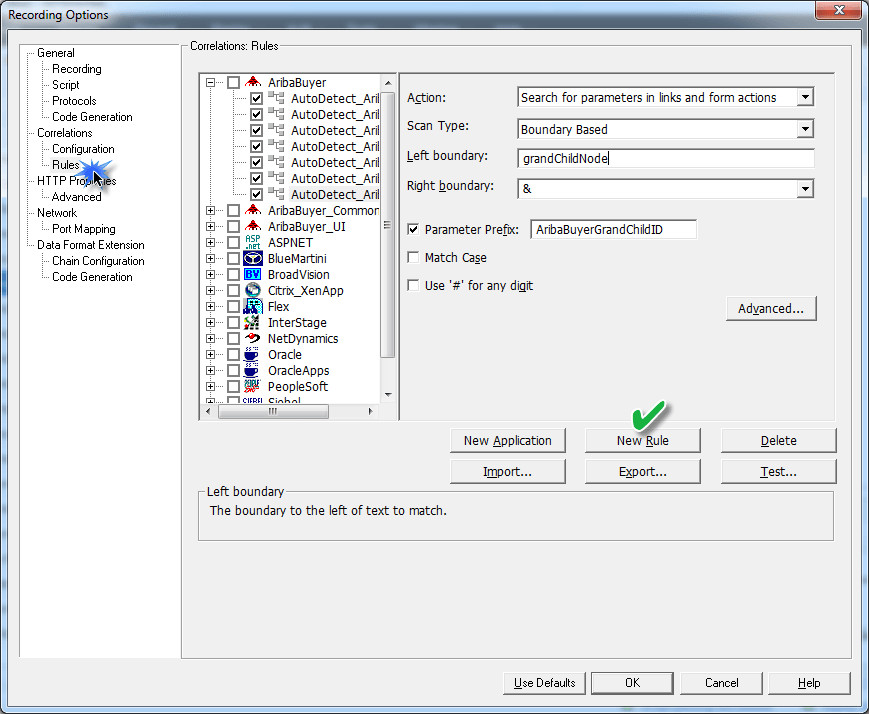 Recording Options
General
Recording
Script
Protocols
Code Generation
Correlations
Configuration
Rules
HTTP Properties
Advanced
Network
Port Mapping
Data Format Extension
Chain Configuration
Code Generation
Correlations: Rules
AribaBuyer
AutoDetect_Aril
AutoDetect_Aril
AutoDetect_Aril
AutoDetect_Aril
AutoDetect_Aril
AutoDetect_Aril
AutoDetect_Aril
AribaBuyer_Common
AribaBuyer_UI
ASP .net ASPNET
BlueMartini
BV BroadVision
Citrix_XenApp
Flex
InterStage
NetDynamics
Oracle
OracleApps
PeopleSoft
SIEBEL Siebel
Action: Search for parameters in links and form actions
Scan Type: Boundary Based
Left boundary: grandChildNode
Right boundary: &
Parameter Prefix: AribaBuyerGrandChildID
Match Case
Use '#' for any digit
Advanced...
New Application New Rule Delete
Import... Export... Test...
Left boundary
The boundary to the left of text to match.
Use Defaults OK Cancel Help